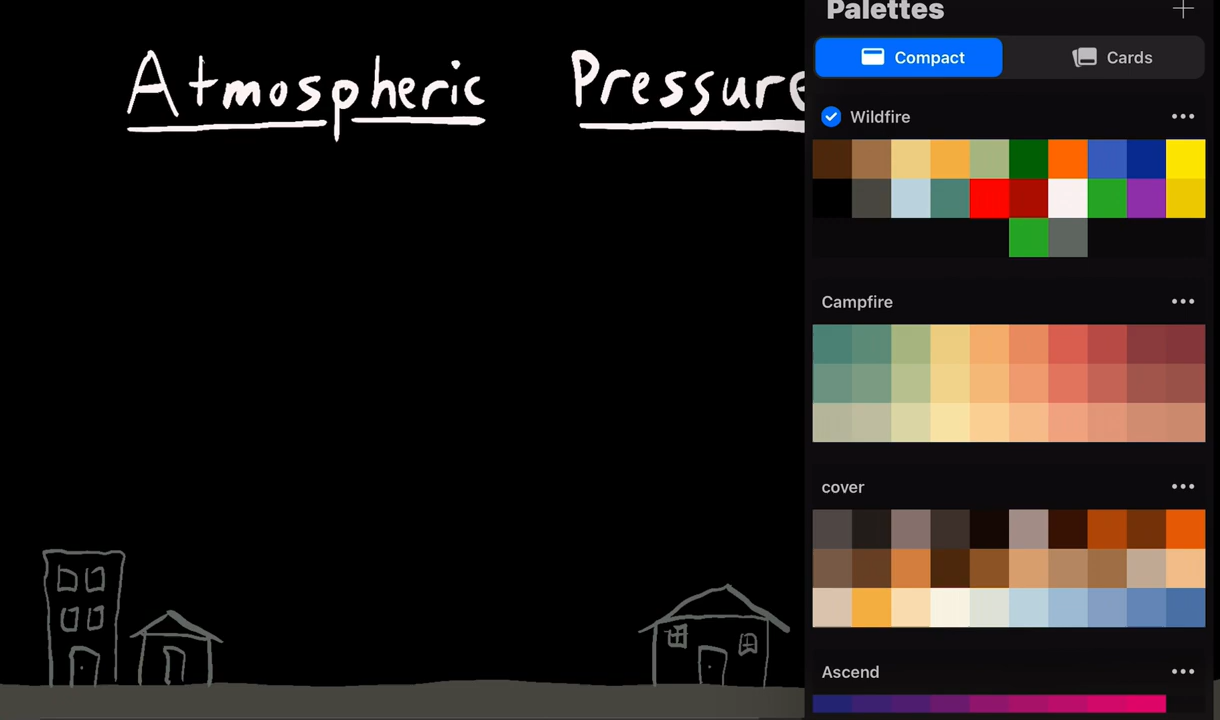 Palettes
Atmospheric Pressure
Compact
Cards
Wildfire
Campfire
cover
Ascend